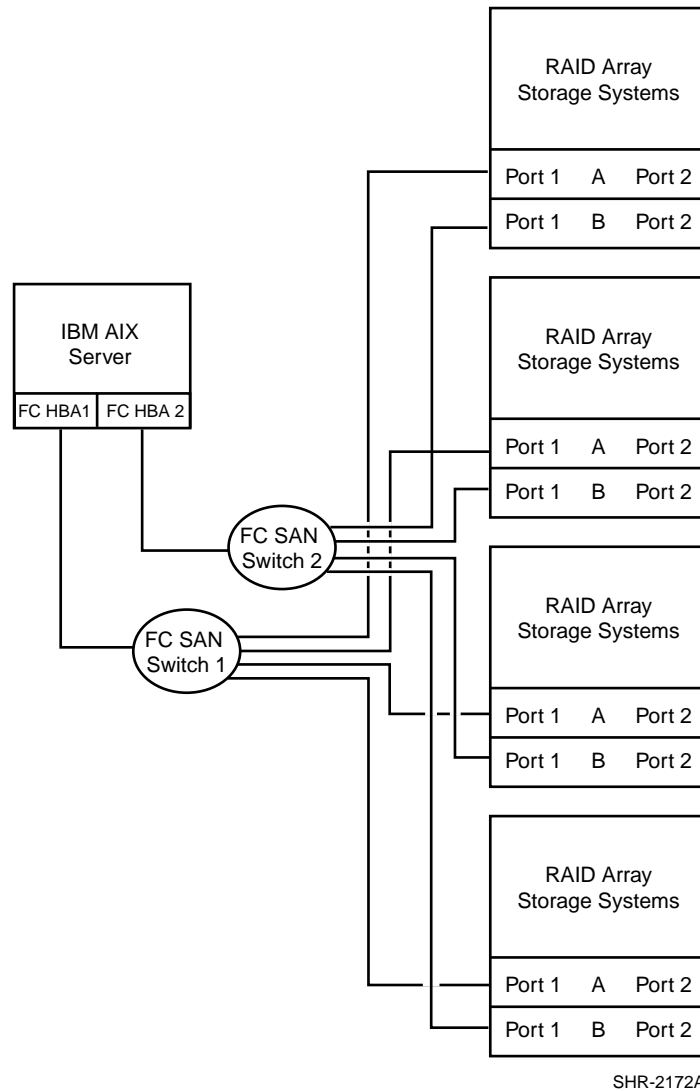 RAID Array
Storage Systems
Port 1 A Port 2
Port 1 B Port 2
IBM AIX
Server
FC HBA1 FC HBA 2
RAID Array
Storage Systems
Port 1 A Port 2
Port 1 B Port 2
FC SAN
Switch 2
FC SAN
Switch 1
RAID Array
Storage Systems
Port 1 A Port 2
Port 1 B Port 2
RAID Array
Storage Systems
Port 1 A Port 2
Port 1 B Port 2
SHR-2172A